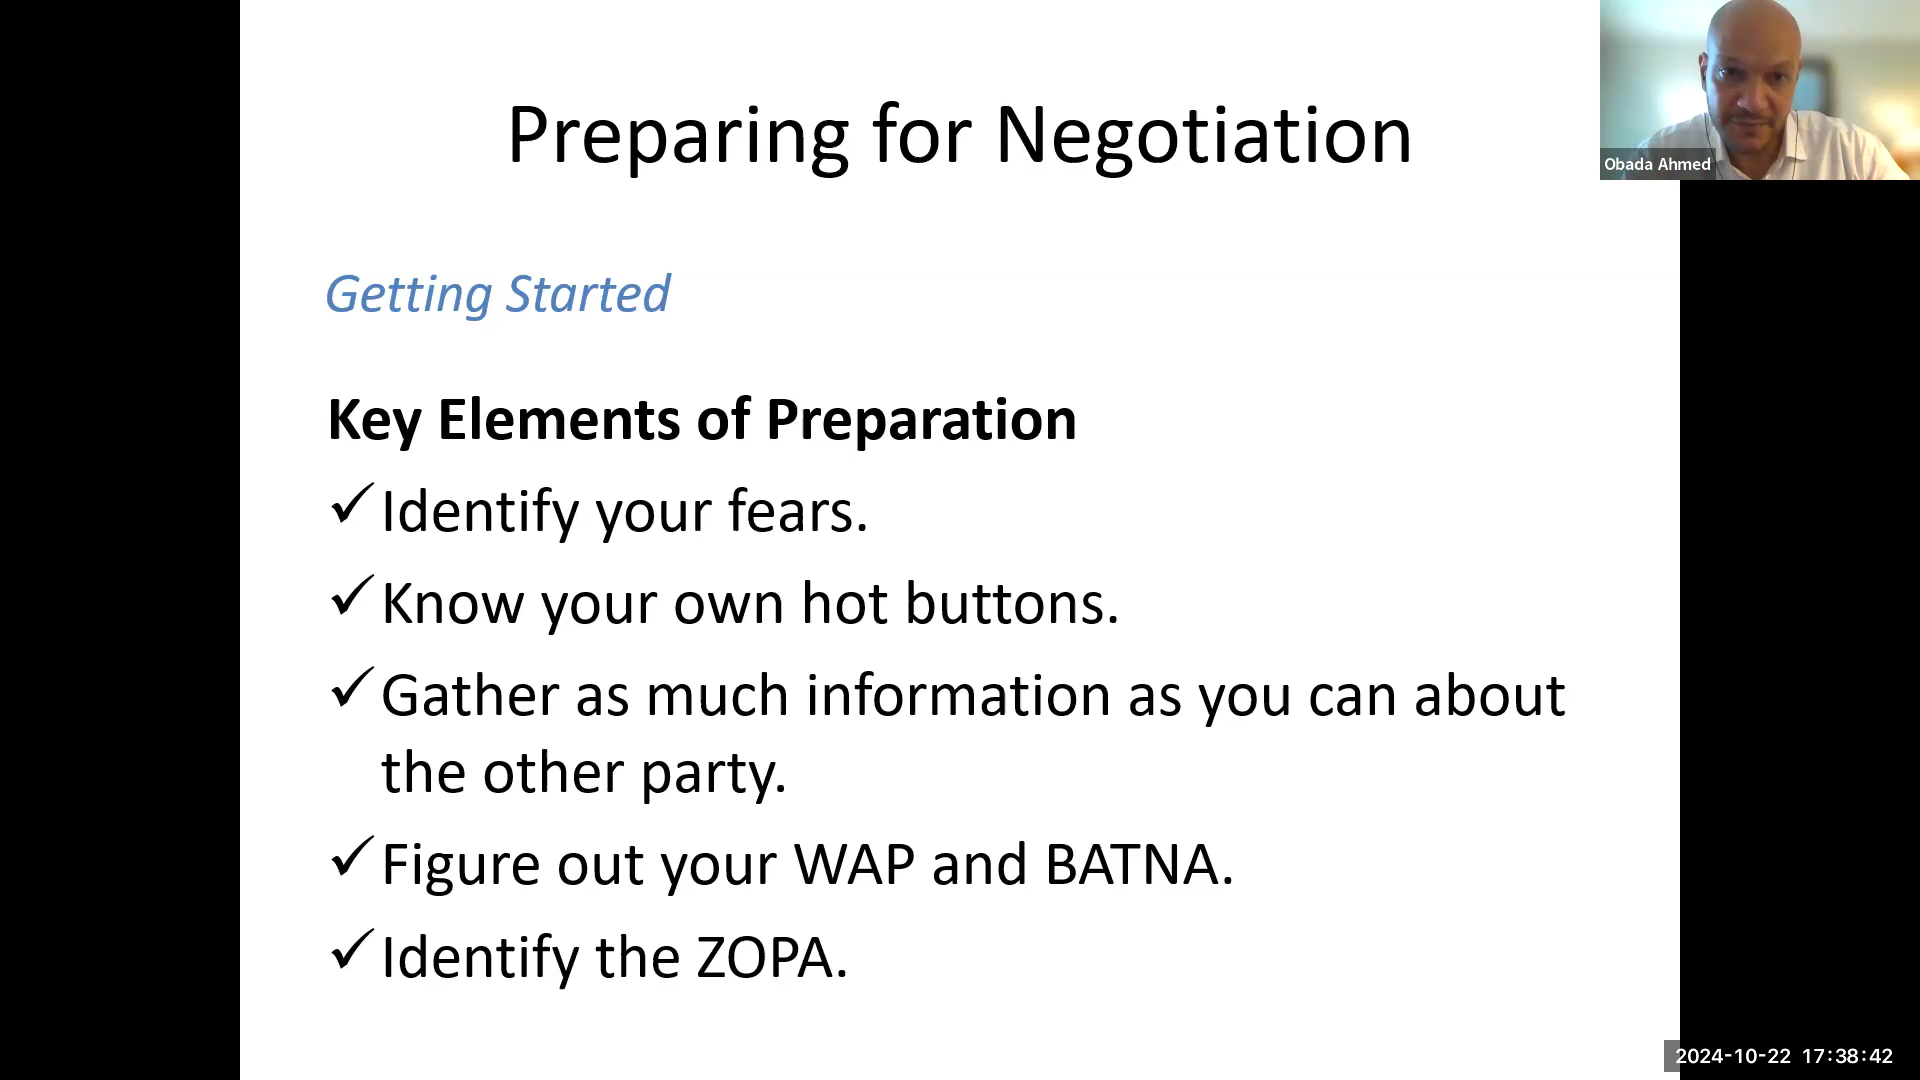 Preparing for Negotiation
Obada Ahmed
Getting Started
Key Elements of Preparation
✓Identify your fears.
✓Know your own hot buttons.
✓Gather as much information as you can about
the other party.
✓Figure out your WAP and BATNA.
✓Identify the ZOPA.
2024-10-22 17:38:42